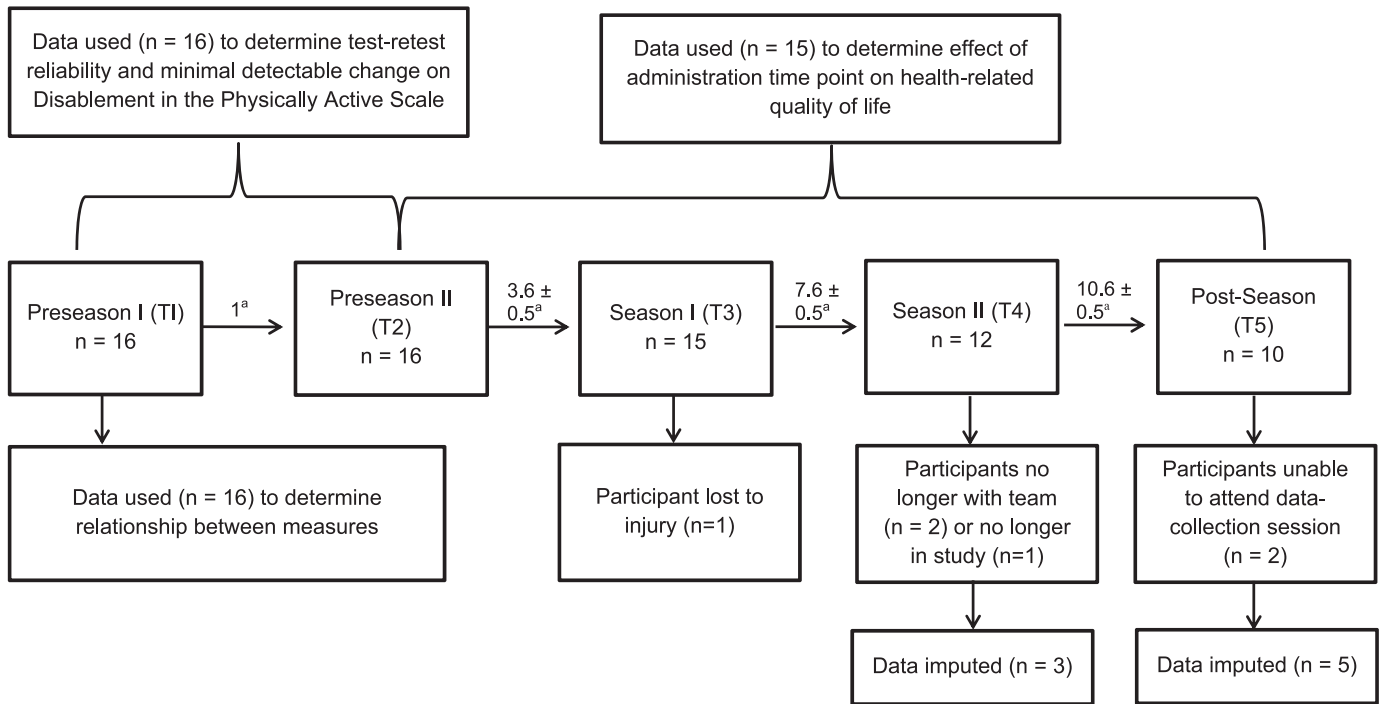 Data used (n = 16) to determine test-retest
reliability and minimal detectable change on
Disablement in the Physically Active Scale
Data used (n = 15) to determine effect of
administration time point on health-related
quality of life
Preseason I (TI)
n = 16
1ᵃ
Preseason II
(T2)
n = 16
3.6 ±
0.5ᵃ
Season I (T3)
n = 15
7.6 ±
0.5ᵃ
Season II (T4)
n = 12
10.6 ±
0.5ᵃ
Post-Season
(T5)
n = 10
Data used (n = 16) to determine
relationship between measures
Participant lost to
injury (n=1)
Participants no
longer with team
(n = 2) or no longer
in study (n=1)
Participants unable
to attend data-
collection session
(n = 2)
Data imputed (n = 3)
Data imputed (n = 5)